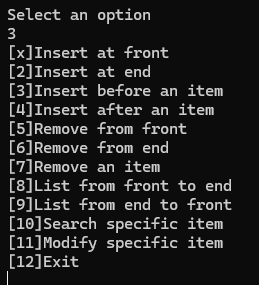 Select an option
3
[x]Insert at front
[2]Insert at end
[3]Insert before an item
[4]Insert after an item
[5]Remove from front
[6]Remove from end
[7]Remove an item
[8]List from front to end
[9]List from end to front
[10]Search specific item
[11]Modify specific item
[12]Exit